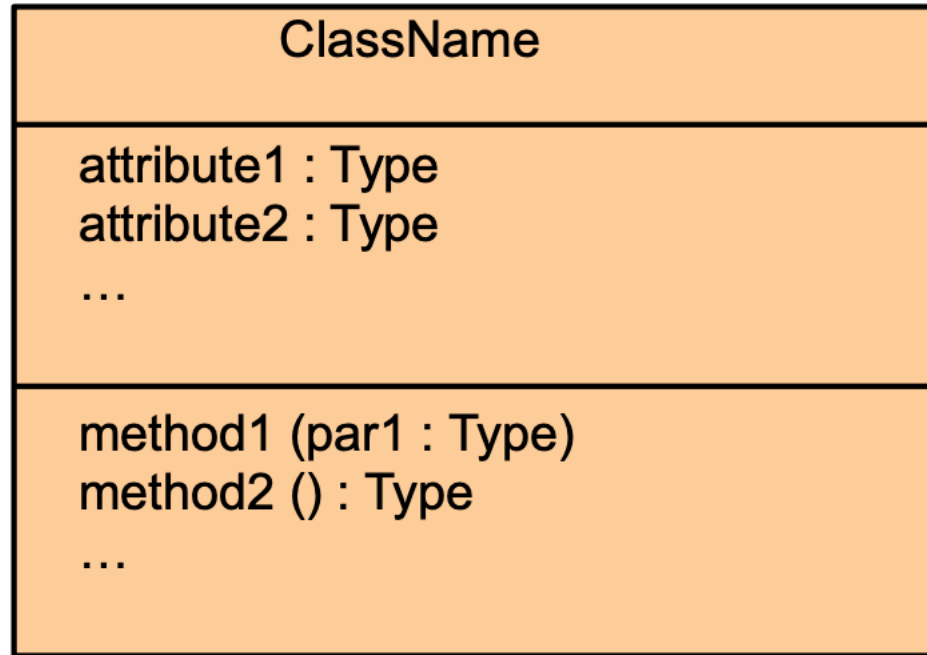 ClassName
attribute1 : Type
attribute2 : Type
…
method1 (par1 : Type)
method2 () : Type
…